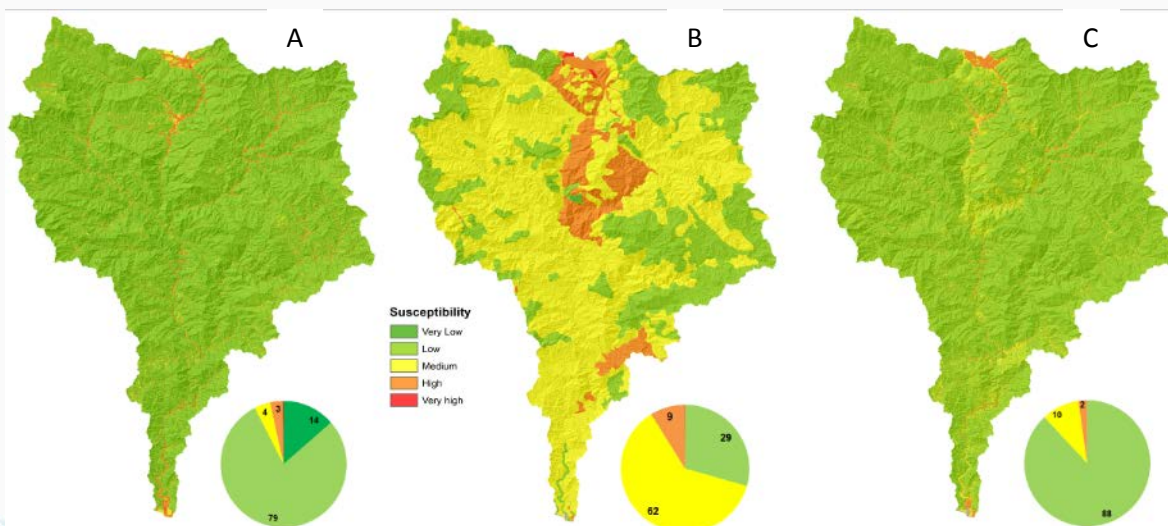 A
B
C
Susceptibility
Very Low
Low
Medium
High
Very high
4
3
14
79
9
29
62
10
2
88